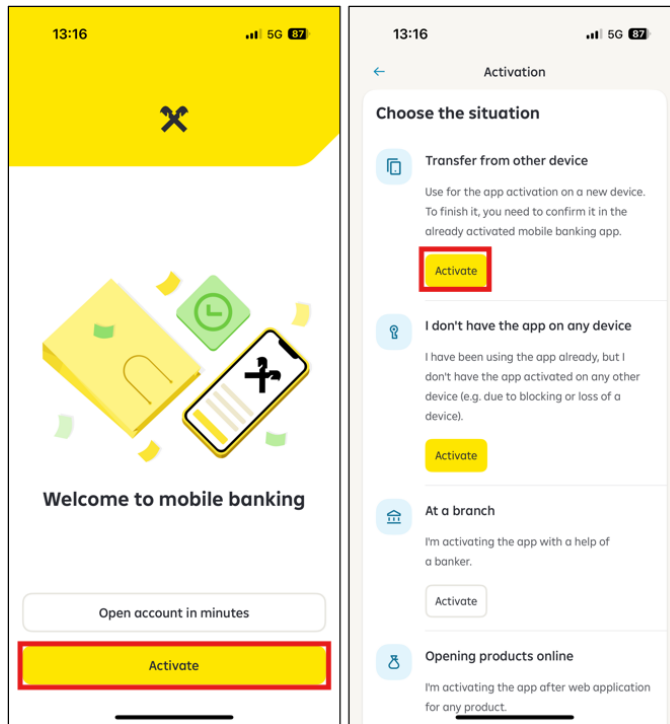 13:16
5G 87
Welcome to mobile banking
Open account in minutes
Activate
13:16
5G 87
Activation
Choose the situation
Transfer from other device
Use for the app activation on a new device.
To finish it, you need to confirm it in the
already activated mobile banking app.
Activate
I don't have the app on any device
I have been using the app already, but I
don't have the app activated on any other
device (e.g. due to blocking or loss of a
device).
Activate
At a branch
I'm activating the app with a help of
a banker.
Activate
Opening products online
I'm activating the app after web application
for any product.